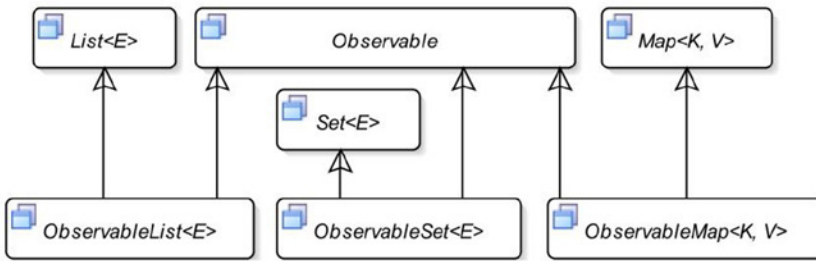 List<E>
Observable
Map<K, V>
Set<E>
ObservableList<E>
ObservableSet<E>
ObservableMap<K, V>